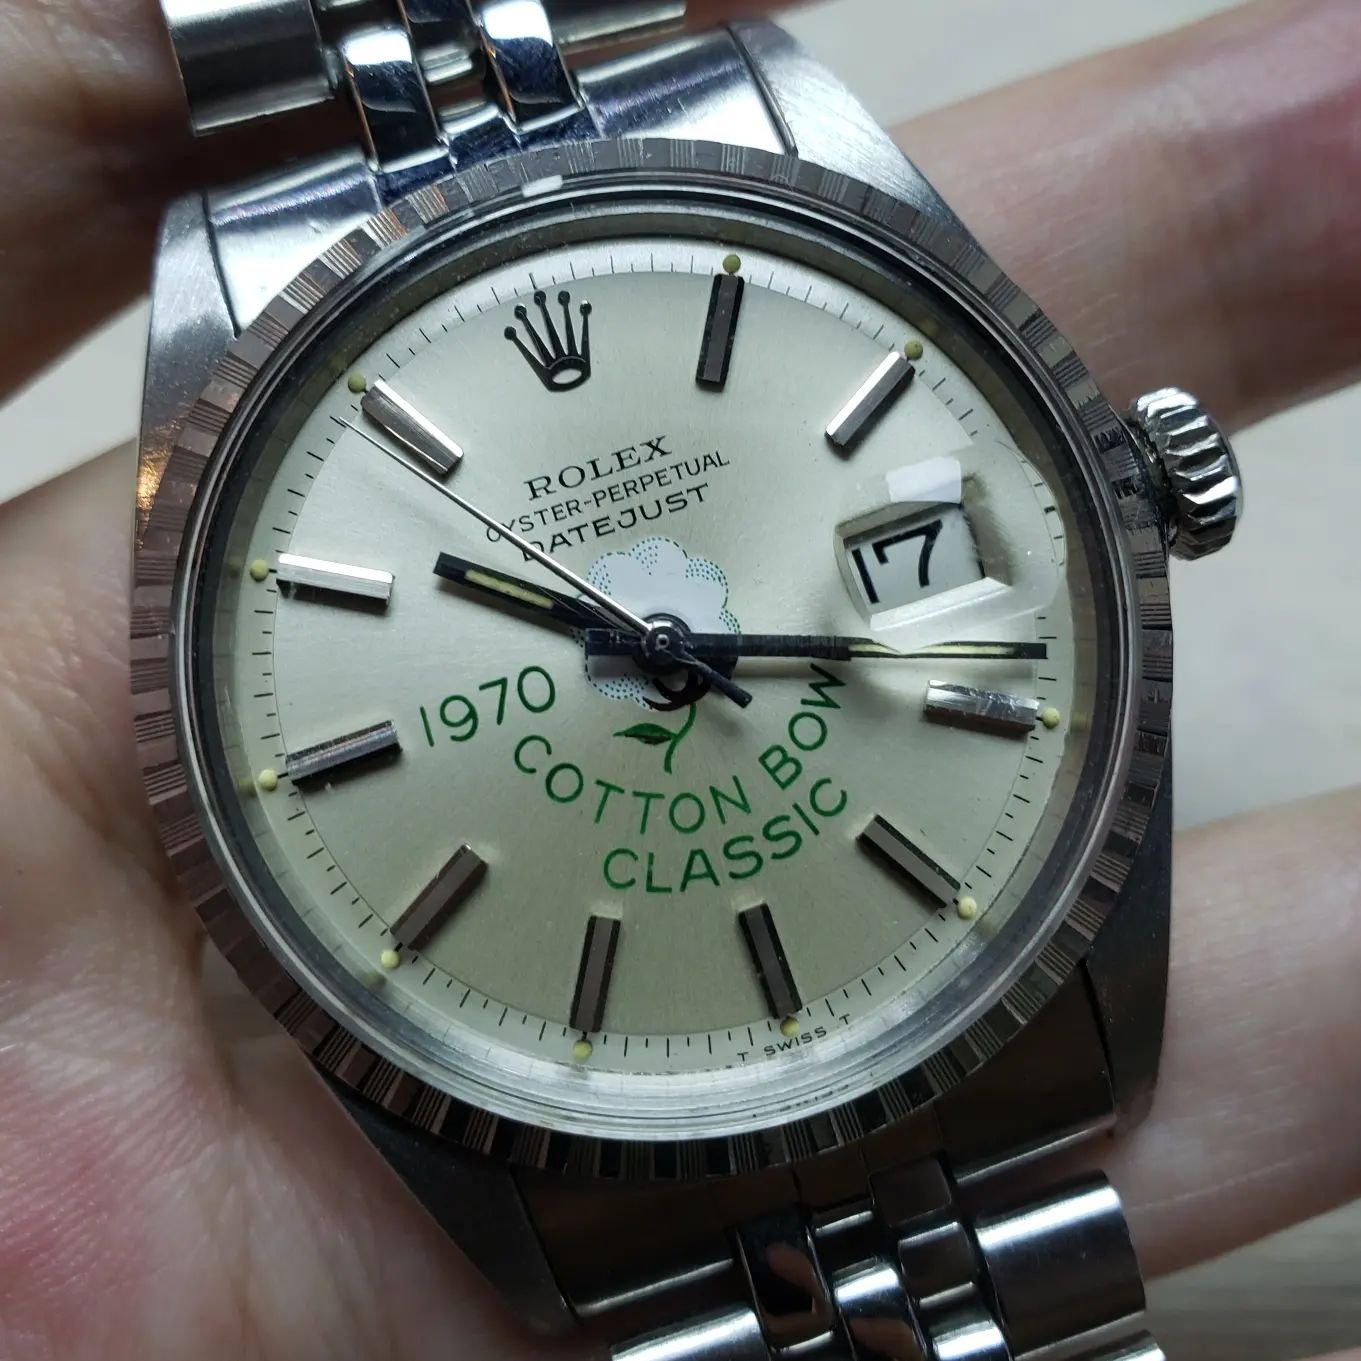 ROLEX
OYSTER-PERPETUAL
DATEJUST
17
1970
COTTON BOWL
CLASSIC
T SWISS T